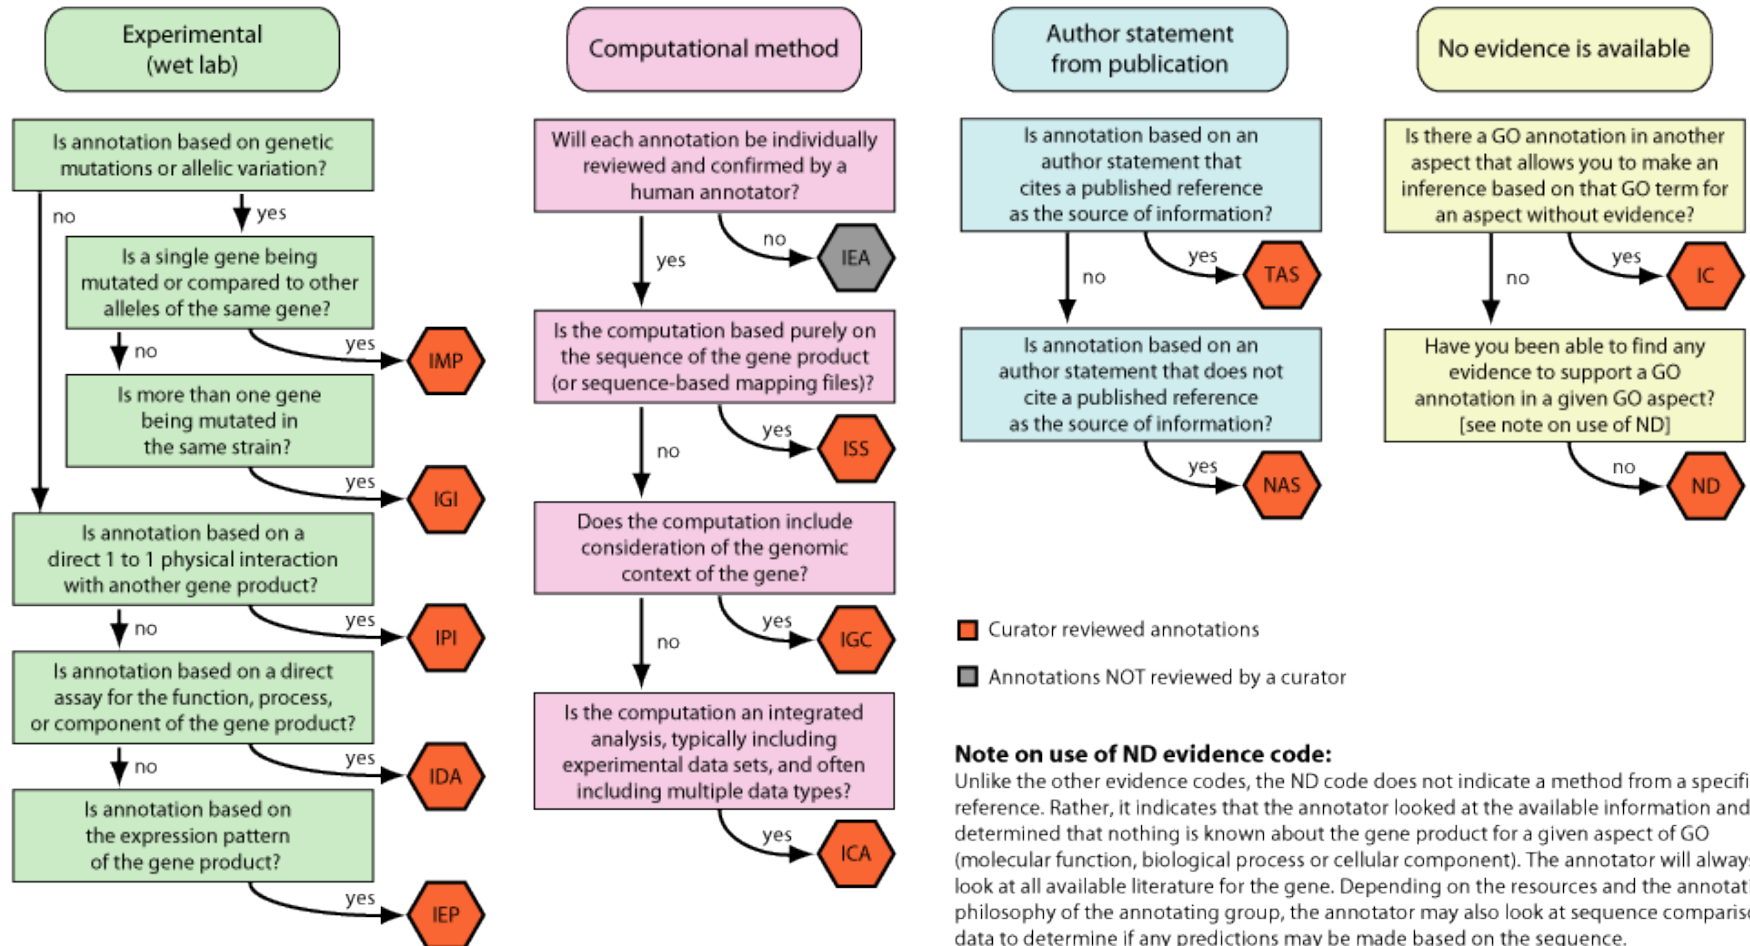 Experimental
(wet lab)
Is annotation based on genetic
mutations or allelic variation?
no
yes
Is a single gene being
mutated or compared to other
alleles of the same gene?
no
yes
IMP
Is more than one gene
being mutated in
the same strain?
yes
IGI
Is annotation based on a
direct 1 to 1 physical interaction
with another gene product?
no
yes
IPI
Is annotation based on a direct
assay for the function, process,
or component of the gene product?
no
yes
IDA
Is annotation based on
the expression pattern
of the gene product?
yes
IEP
Computational method
Will each annotation be individually
reviewed and confirmed by a
human annotator?
no
IEA
yes
Is the computation based purely on
the sequence of the gene product
(or sequence-based mapping files)?
yes
ISS
no
Does the computation include
consideration of the genomic
context of the gene?
yes
IGC
no
Is the computation an integrated
analysis, typically including
experimental data sets, and often
including multiple data types?
yes
ICA
Author statement
from publication
Is annotation based on an
author statement that
cites a published reference
as the source of information?
yes
TAS
no
Is annotation based on an
author statement that does not
cite a published reference
as the source of information?
yes
NAS
No evidence is available
Is there a GO annotation in another
aspect that allows you to make an
inference based on that GO term for
an aspect without evidence?
yes
IC
no
Have you been able to find any
evidence to support a GO
annotation in a given GO aspect?
[see note on use of ND]
no
ND
Curator reviewed annotations
Annotations NOT reviewed by a curator
Note on use of ND evidence code:
Unlike the other evidence codes, the ND code does not indicate a method from a specifi
reference. Rather, it indicates that the annotator looked at the available information and
determined that nothing is known about the gene product for a given aspect of GO
(molecular function, biological process or cellular component). The annotator will always
look at all available literature for the gene. Depending on the resources and the annotati
philosophy of the annotating group, the annotator may also look at sequence compariso
data to determine if any predictions may be made based on the sequence.